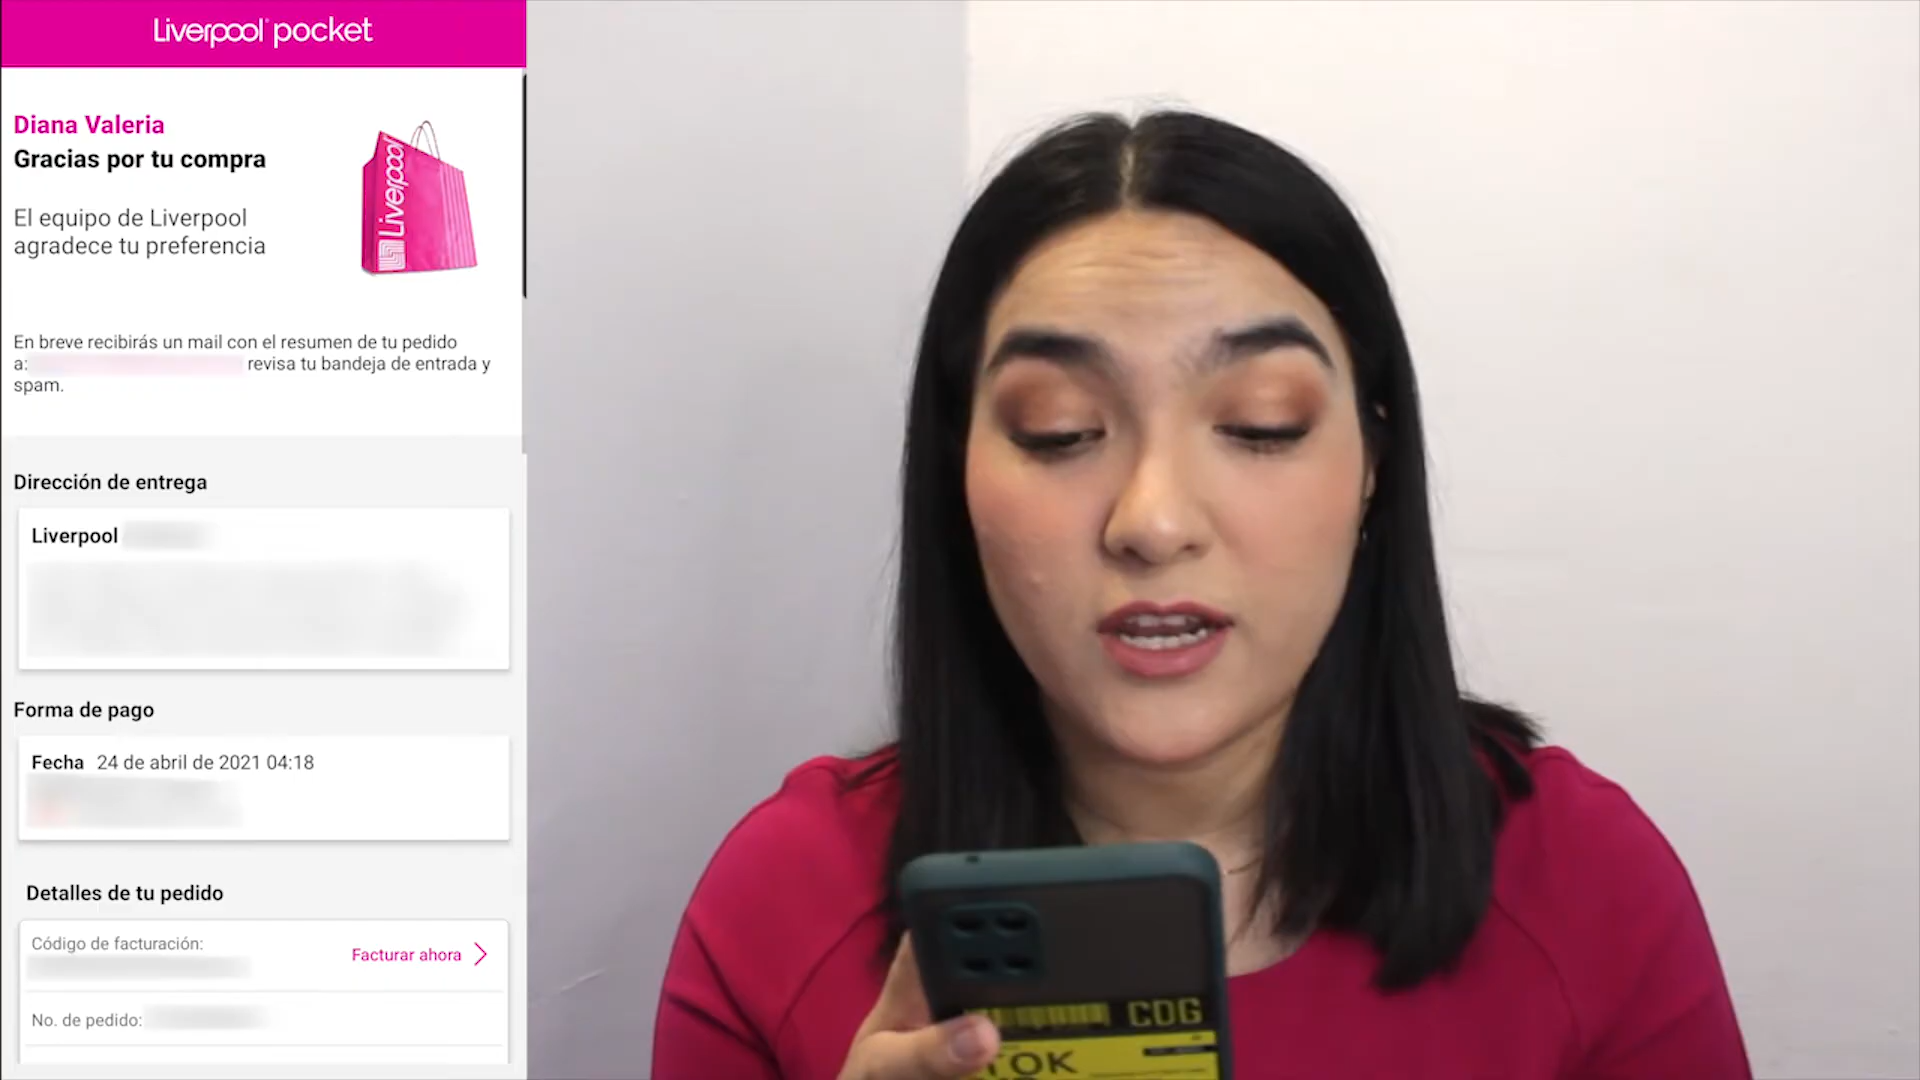 Liverpool pocket
Diana Valeria
Gracias por tu compra
El equipo de Liverpool
agradece tu preferencia
Liverpool
En breve recibirás un mail con el resumen de tu pedido
a: revisa tu bandeja de entrada y
spam.
Dirección de entrega
Liverpool
Forma de pago
Fecha 24 de abril de 2021 04:18
Detalles de tu pedido
Código de facturación:
Facturar ahora
No. de pedido:
CDG
TOK